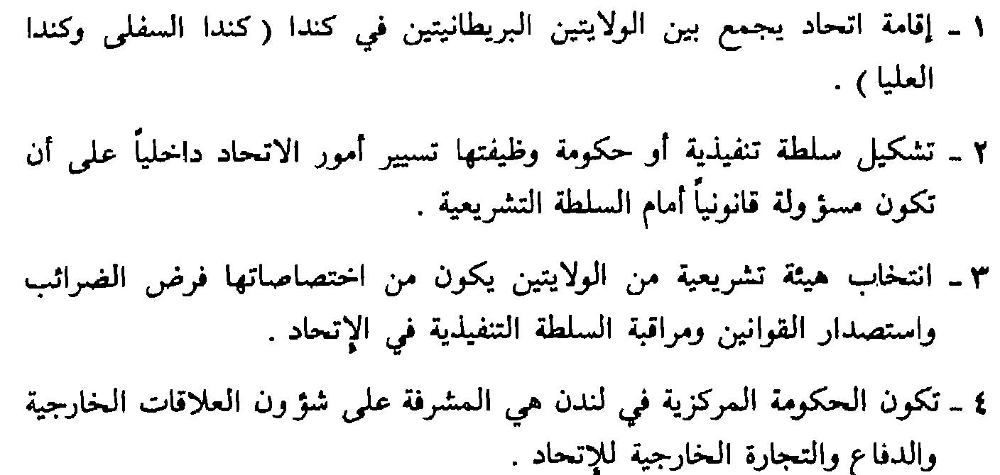 ١ - إقامة اتحاد يجمع بين الولايتين البريطانيتين في كندا ( كندا السفلى وكندا
العليا ) .
٢ - تشكيل سلطة تنفيذية أو حكومة وظيفتها تسيير أمور الاتحاد داخلياً على أن
تكون مسؤولة قانونياً أمام السلطة التشريعية .
٣ - انتخاب هيئة تشريعية من الولايتين يكون من اختصاصاتها فرض الضرائب
واستصدار القوانين ومراقبة السلطة التنفيذية في الإتحاد .
٤ - تكون الحكومة المركزية في لندن هي المشرفة على شؤون العلاقات الخارجية
والدفاع والتجارة الخارجية للإتحاد .